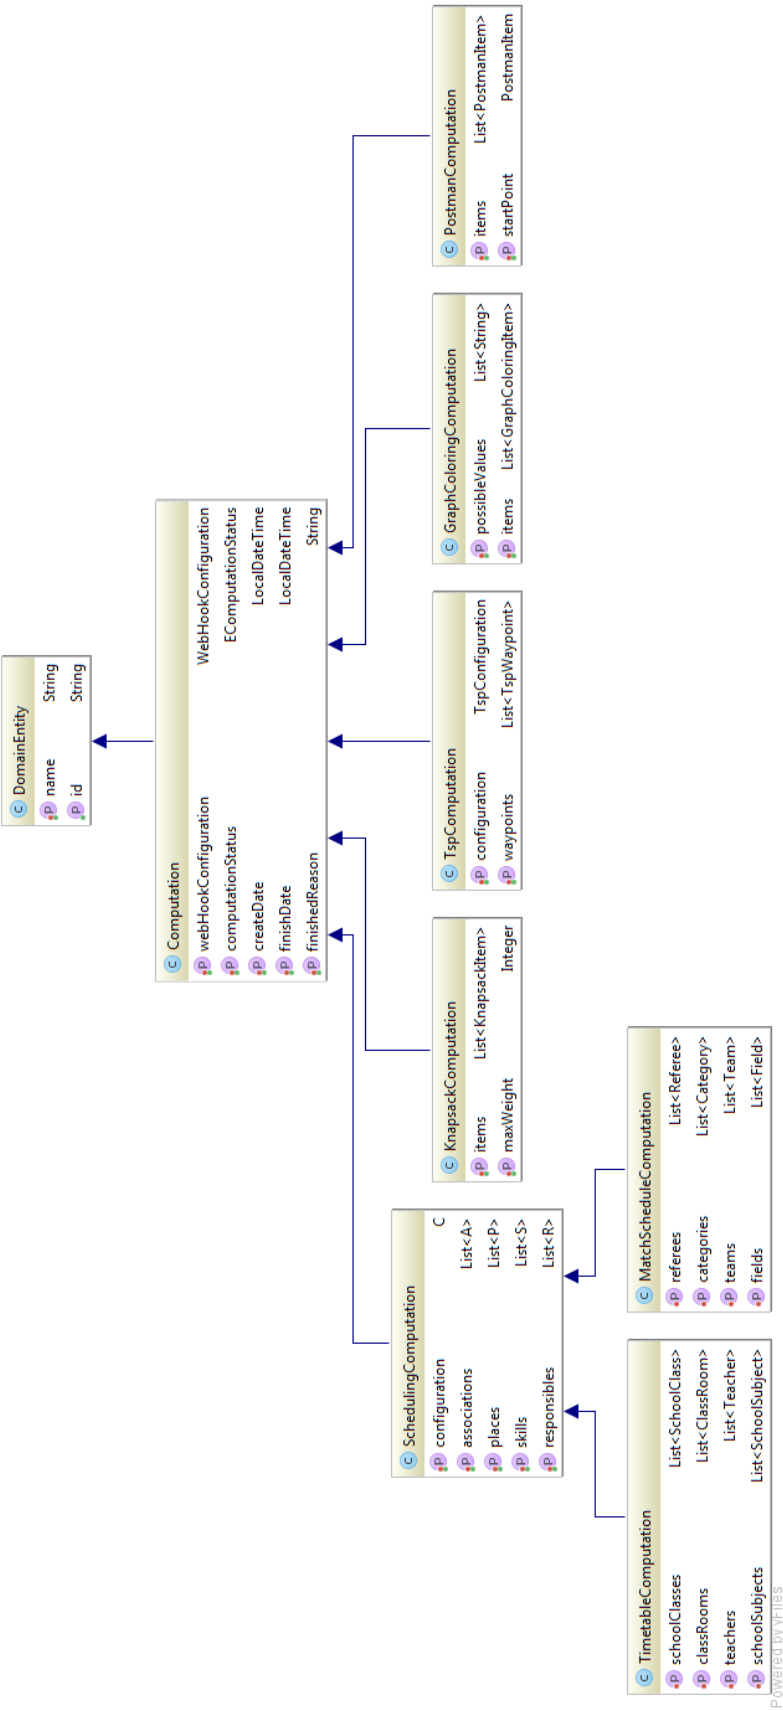 C DomainEntity
P name String
P id String
C Computation
P webHookConfiguration WebHookConfiguration
P computationStatus EComputationStatus
P createDate LocalDateTime
P finishDate LocalDateTime
P finishedReason String
C SchedulingComputation
P configuration C
P associations List<A>
P places List<P>
P skills List<S>
P responsibles List<R>
C KnapsackComputation
P items List<KnapsackItem>
P maxWeight Integer
C TspComputation
P configuration TspConfiguration
P waypoints List<TspWaypoint>
C GraphColoringComputation
P possibleValues List<String>
P items List<GraphColoringItem>
C PostmanComputation
P items List<PostmanItem>
P startPoint PostmanItem
C TimetableComputation
P schoolClasses List<SchoolClass>
P classRooms List<ClassRoom>
P teachers List<Teacher>
P schoolSubjects List<SchoolSubject>
C MatchScheduleComputation
P referees List<Referee>
P categories List<Category>
P teams List<Team>
P fields List<Field>
Powered by yFiles